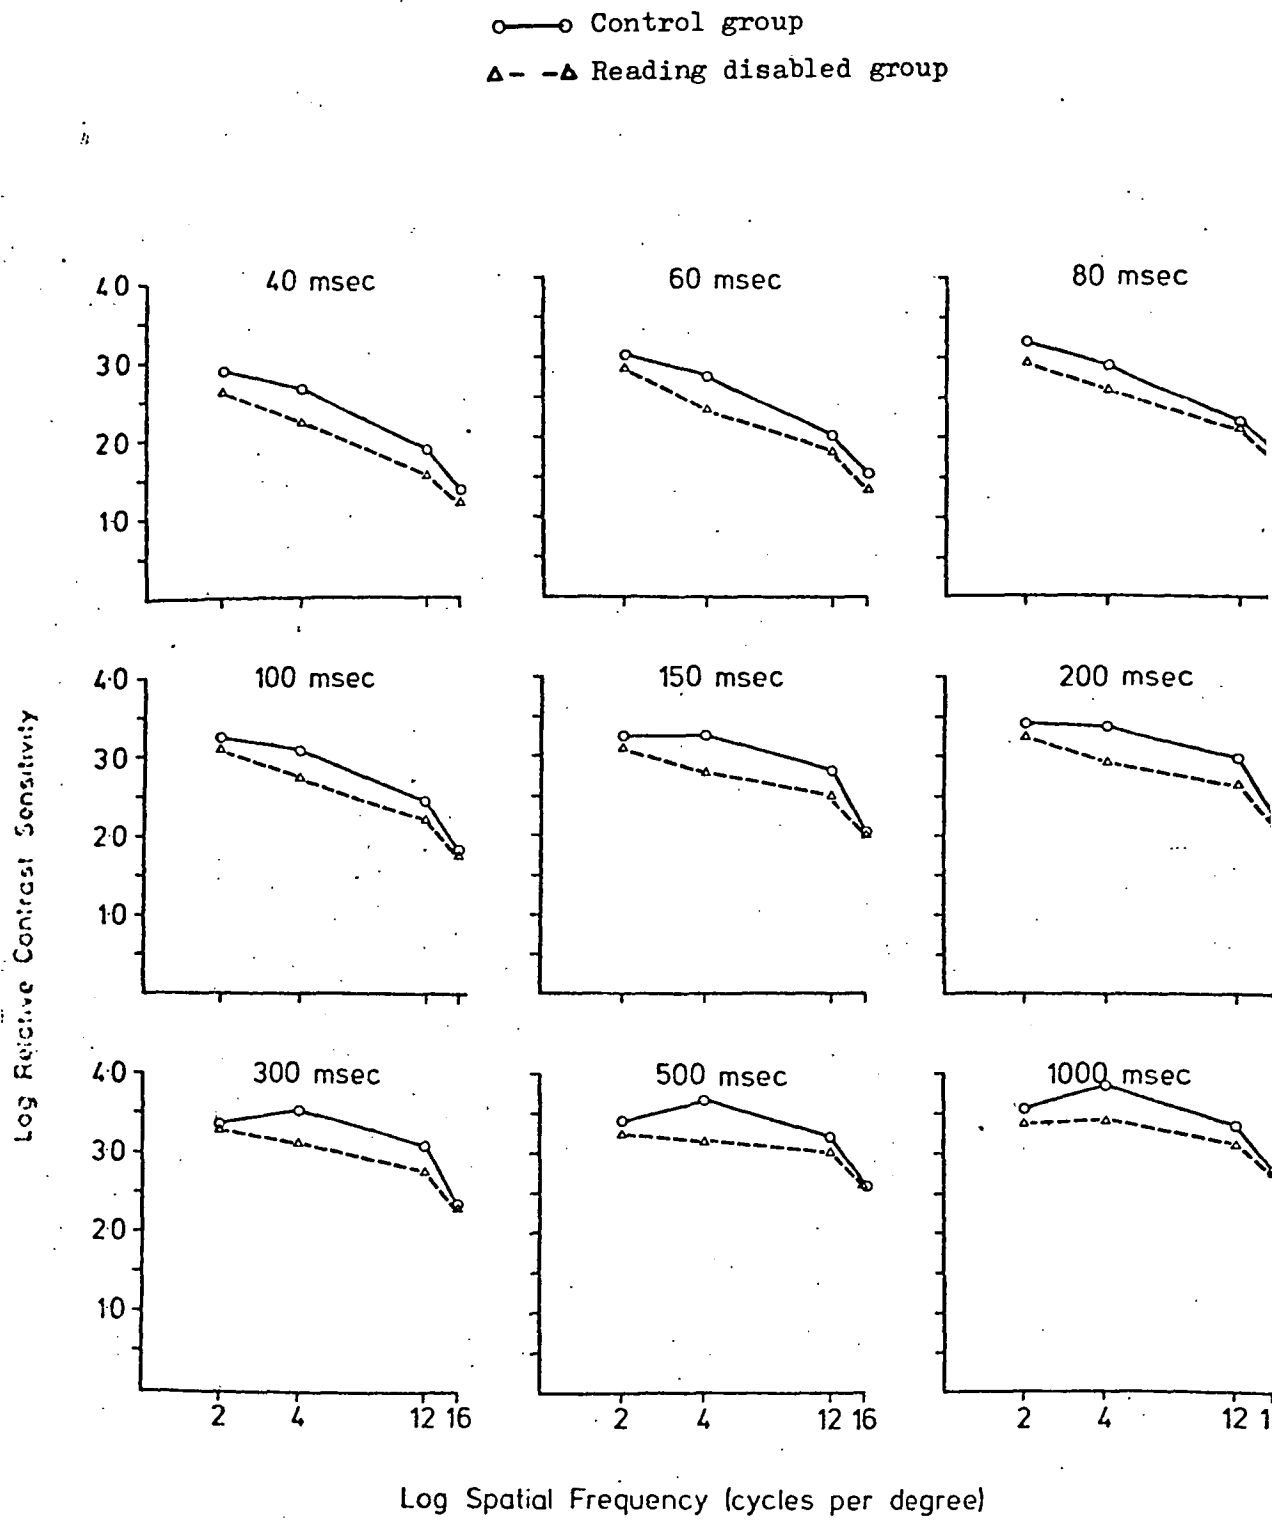 Control group
Reading disabled group
40 msec
60 msec
80 msec
4.0
3.0
2.0
1.0
100 msec
150 msec
200 msec
4.0
3.0
2.0
1.0
Log Relative Contrast Sensitivity
300 msec
500 msec
1000 msec
4.0
3.0
2.0
1.0
2 4 12 16
2 4 12 16
2 4 12
Log Spatial Frequency (cycles per degree)